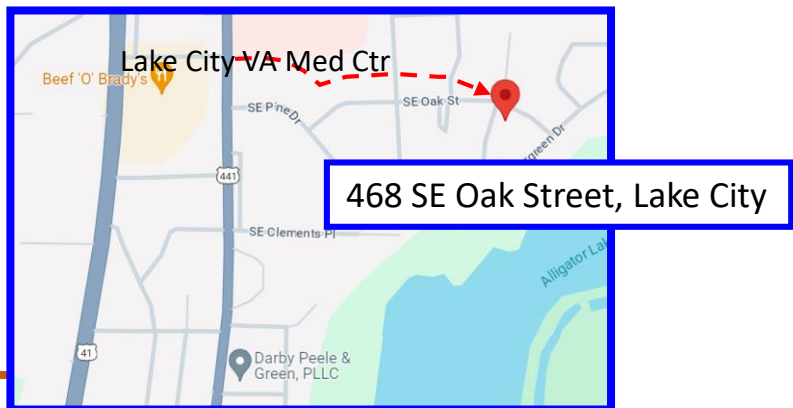 Lake City VA Med Ctr
Beef 'O' Brady's
SE Pine Dr
SE Oak St
441
468 SE Oak Street, Lake City
SE Clements Pl
Alligator
41
Darby Peele &
Green, PLLC